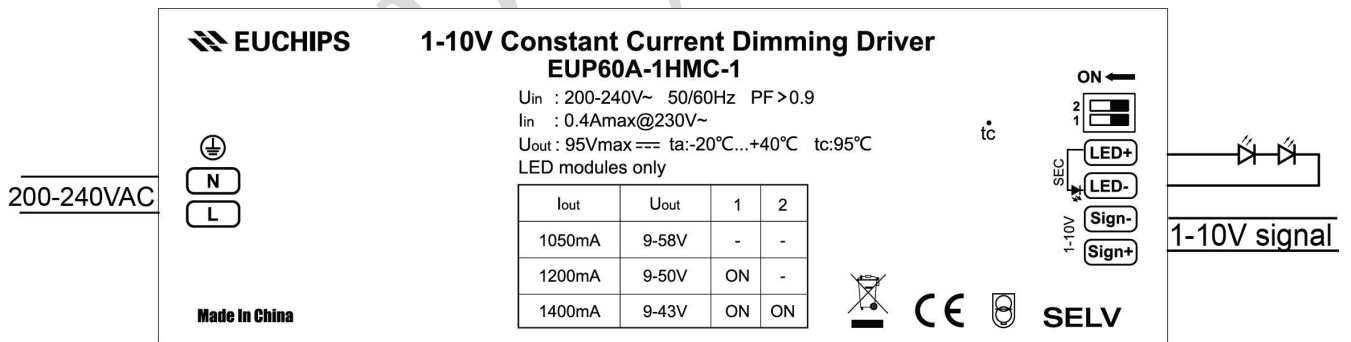 EUCHIPS
1-10V Constant Current Dimming Driver
EUP60A-1HMC-1
Uin : 200-240V~ 50/60Hz PF>0.9
Iin : 0.4Amax@230V~
Uout : 95Vmax ⎓ ta:-20℃...+40℃ tc:95℃
LED modules only
Iout Uout 1 2
1050mA 9-58V - -
1200mA 9-50V ON -
1400mA 9-43V ON ON
200-240VAC
N
L
Made In China
tc
ON
2
1
SEC
LED+
LED-
1-10V
Sign-
Sign+
1-10V signal
CE
SELV